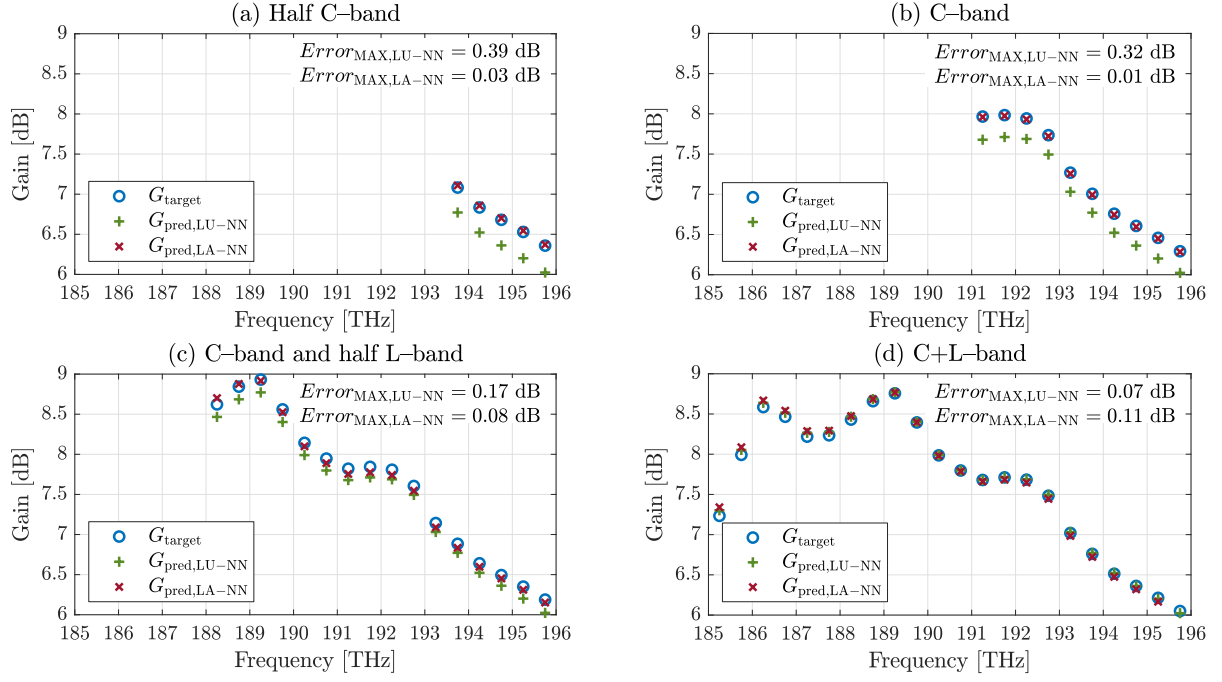 (a) Half C–band
Error_MAX,LU−NN = 0.39 dB
Error_MAX,LA−NN = 0.03 dB
9
8.5
8
7.5
7
6.5
6
Gain [dB]
G_target
G_pred,LU−NN
G_pred,LA−NN
185 186 187 188 189 190 191 192 193 194 195 196
Frequency [THz]
(b) C–band
Error_MAX,LU−NN = 0.32 dB
Error_MAX,LA−NN = 0.01 dB
9
8.5
8
7.5
7
6.5
6
Gain [dB]
G_target
G_pred,LU−NN
G_pred,LA−NN
185 186 187 188 189 190 191 192 193 194 195 196
Frequency [THz]
(c) C–band and half L–band
Error_MAX,LU−NN = 0.17 dB
Error_MAX,LA−NN = 0.08 dB
9
8.5
8
7.5
7
6.5
6
Gain [dB]
G_target
G_pred,LU−NN
G_pred,LA−NN
185 186 187 188 189 190 191 192 193 194 195 196
Frequency [THz]
(d) C+L–band
Error_MAX,LU−NN = 0.07 dB
Error_MAX,LA−NN = 0.11 dB
9
8.5
8
7.5
7
6.5
6
Gain [dB]
G_target
G_pred,LU−NN
G_pred,LA−NN
185 186 187 188 189 190 191 192 193 194 195 196
Frequency [THz]